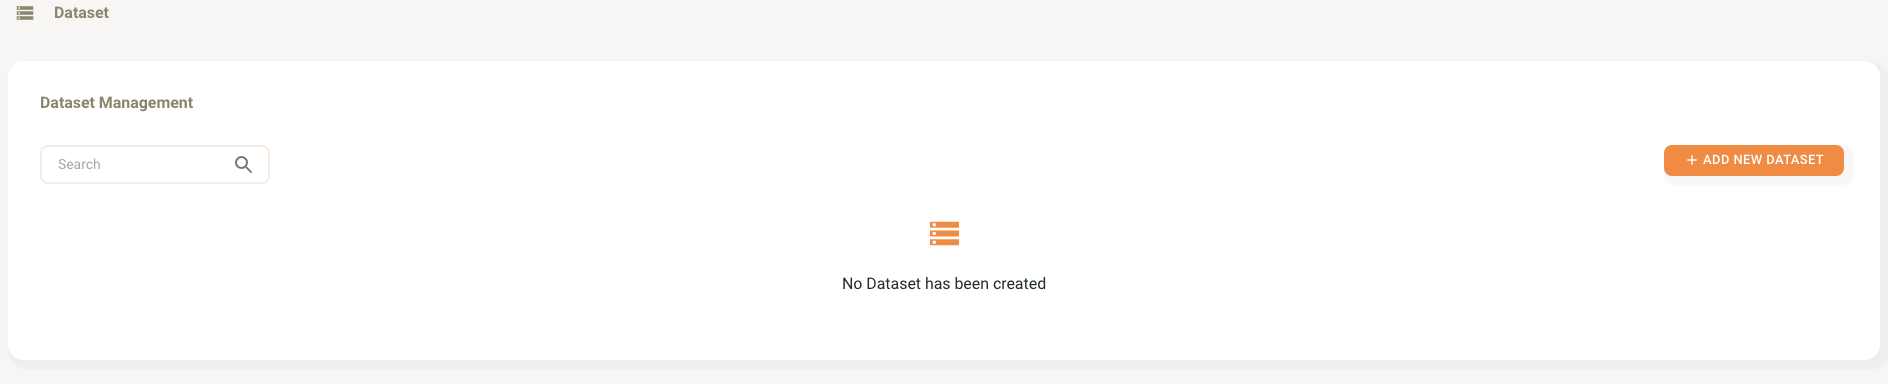 Dataset
Dataset Management
Search
+ ADD NEW DATASET
No Dataset has been created